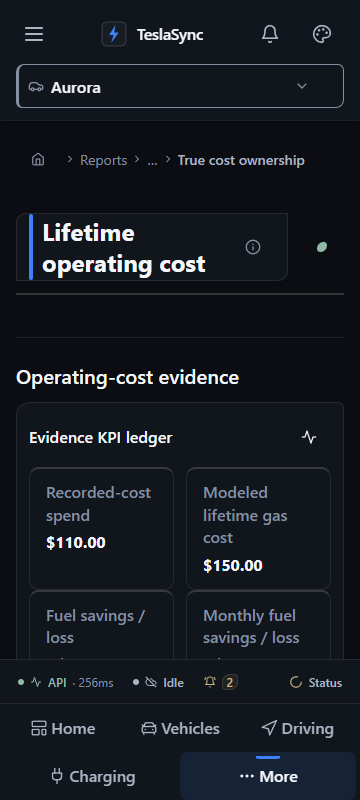 TeslaSync
Aurora
Reports ... True cost ownership
Lifetime
operating cost
Operating-cost evidence
Evidence KPI ledger
Recorded-cost
spend
$110.00
Modeled
lifetime gas
cost
$150.00
Fuel savings /
loss
Monthly fuel
savings / loss
API · 256ms Idle 2 Status
Home Vehicles Driving
Charging ··· More